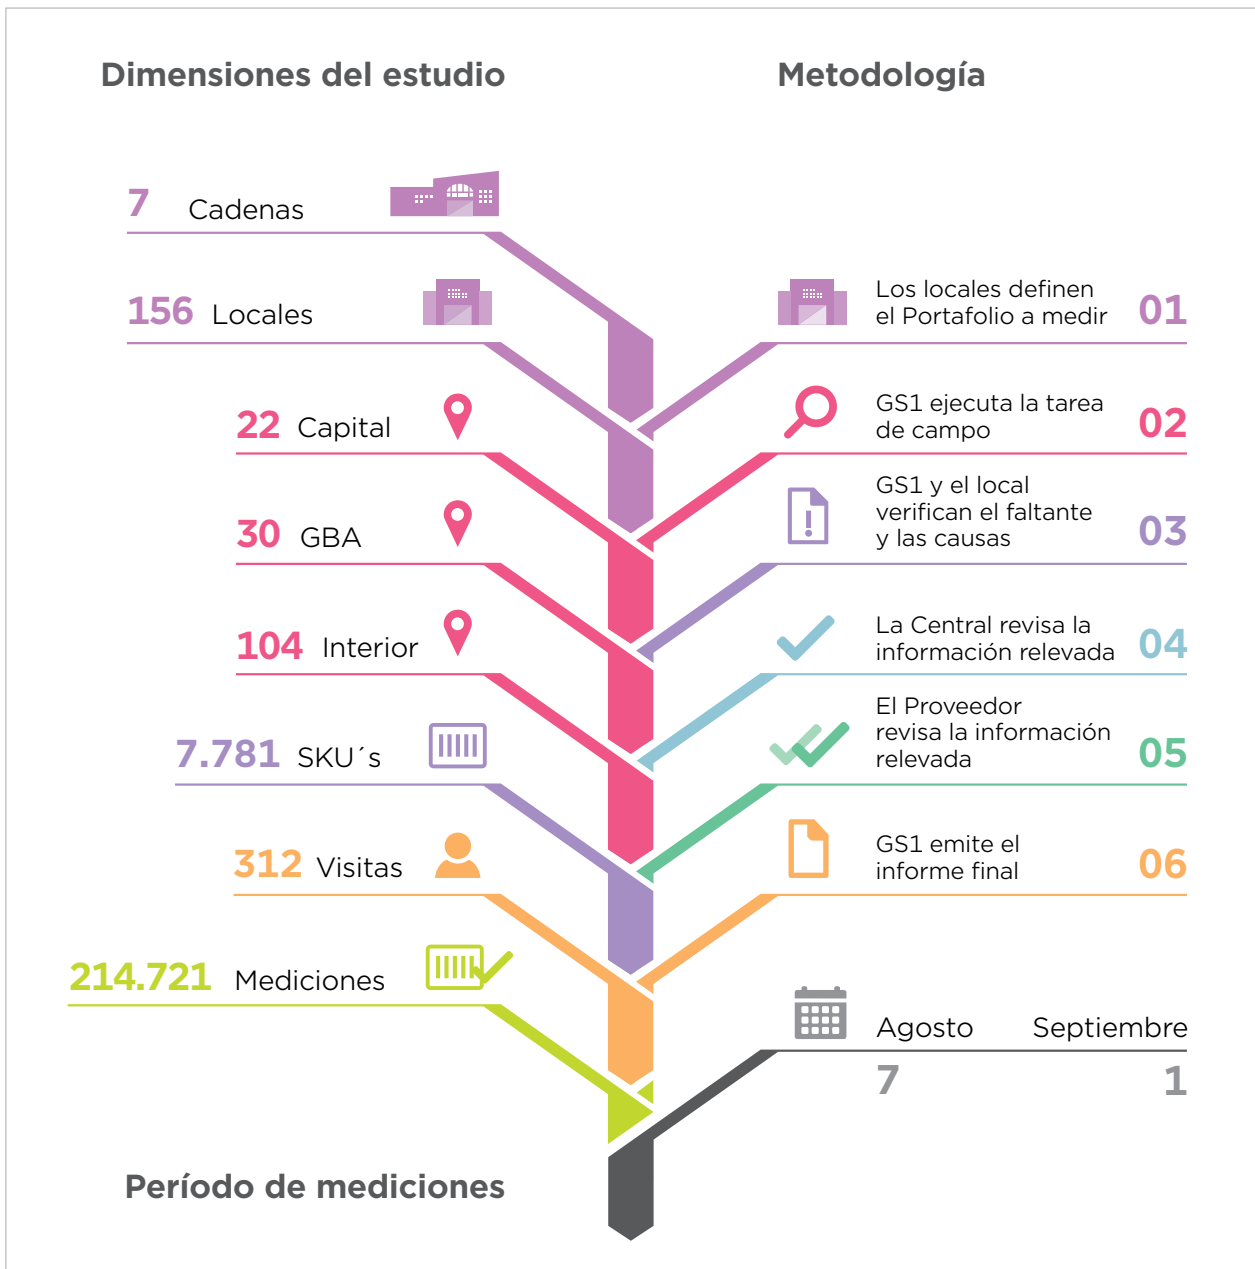 Dimensiones del estudio
7 Cadenas
156 Locales
22 Capital
30 GBA
104 Interior
7.781 SKU´s
312 Visitas
214.721 Mediciones
Metodología
Los locales definen
el Portafolio a medir 01
GS1 ejecuta la tarea
de campo 02
GS1 y el local
verifican el faltante
y las causas 03
La Central revisa la
información relevada 04
El Proveedor
revisa la información
relevada 05
GS1 emite el
informe final 06
Agosto Septiembre
7 1
Período de mediciones